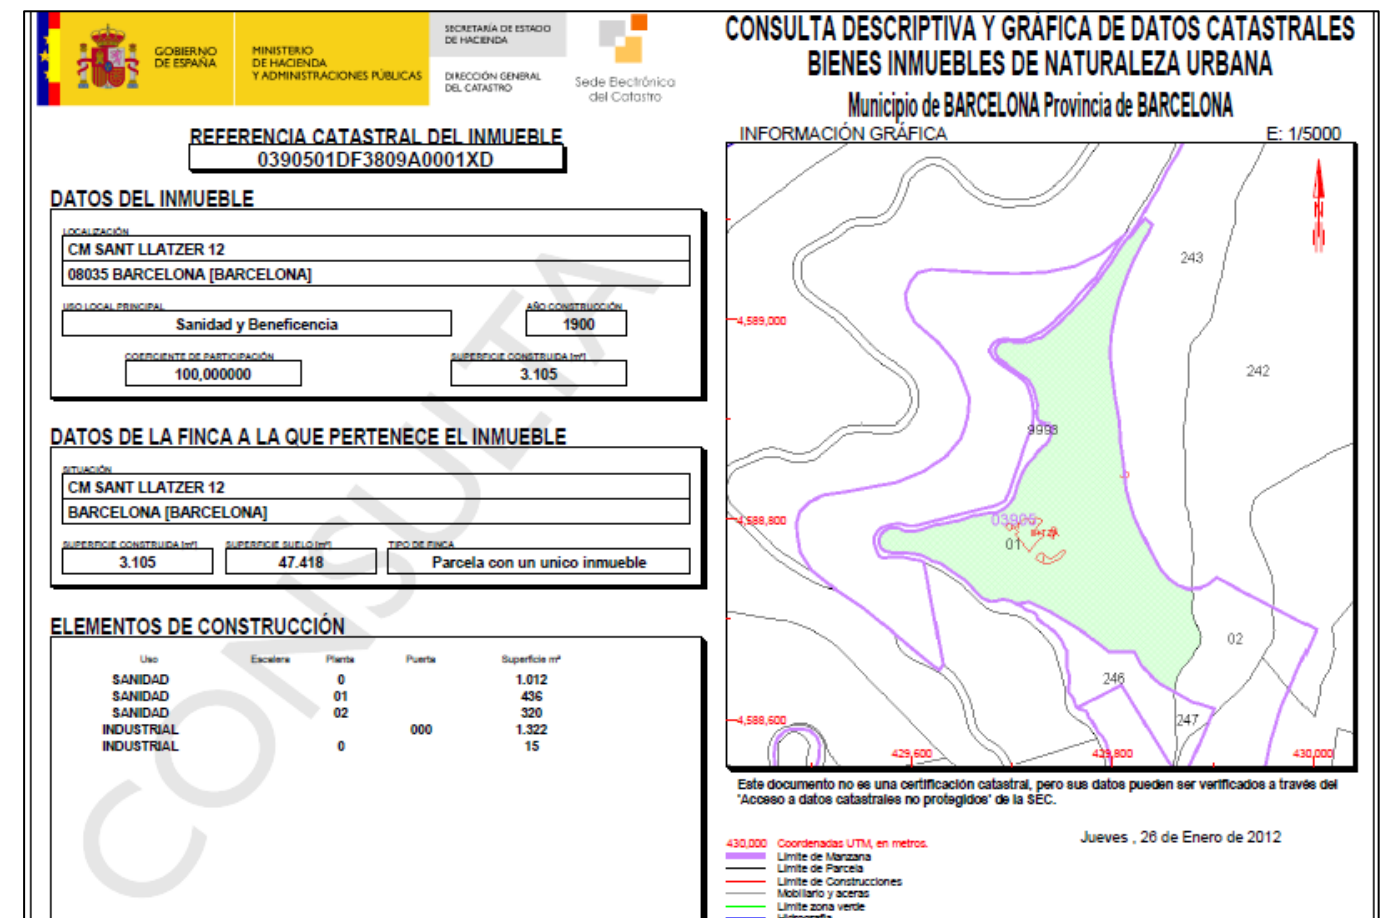 GOBIERNO
DE ESPAÑA
MINISTERIO
DE HACIENDA
Y ADMINISTRACIONES PÚBLICAS
SECRETARÍA DE ESTADO
DE HACIENDA
DIRECCIÓN GENERAL
DEL CATASTRO
Sede Electrónica
del Catastro
CONSULTA DESCRIPTIVA Y GRÁFICA DE DATOS CATASTRALES
BIENES INMUEBLES DE NATURALEZA URBANA
Municipio de BARCELONA Provincia de BARCELONA
REFERENCIA CATASTRAL DEL INMUEBLE
0390501DF3809A0001XD
DATOS DEL INMUEBLE
LOCALIZACIÓN
CM SANT LLATZER 12
08035 BARCELONA [BARCELONA]
USO LOCAL PRINCIPAL
AÑO CONSTRUCCIÓN
Sanidad y Beneficencia
1900
COEFICIENTE DE PARTICIPACIÓN
SUPERFICIE CONSTRUIDA [m²]
100,000000
3.105
DATOS DE LA FINCA A LA QUE PERTENECE EL INMUEBLE
SITUACIÓN
CM SANT LLATZER 12
BARCELONA [BARCELONA]
SUPERFICIE CONSTRUIDA [m²]
SUPERFICIE SUELO [m²]
TIPO DE FINCA
3.105
47.418
Parcela con un unico inmueble
ELEMENTOS DE CONSTRUCCIÓN
Uso Escalera Planta Puerta Superficie m²
SANIDAD 0 1.012
SANIDAD 01 436
SANIDAD 02 320
INDUSTRIAL 000 1.322
INDUSTRIAL 0 15
CONSULTA
INFORMACIÓN GRÁFICA
E: 1/5000
N
243
4,589,000
242
9998
03905
4,588,800
01
02
246
247
4,588,600
429,600
429,800
430,000
Este documento no es una certificación catastral, pero sus datos pueden ser verificados a través del
'Acceso a datos catastrales no protegidos' de la SEC.
Jueves , 26 de Enero de 2012
430,000 Coordenadas UTM, en metros.
Límite de Manzana
Límite de Parcela
Límite de Construcciones
Mobiliario y aceras
Límite zona verde
Hidrografía